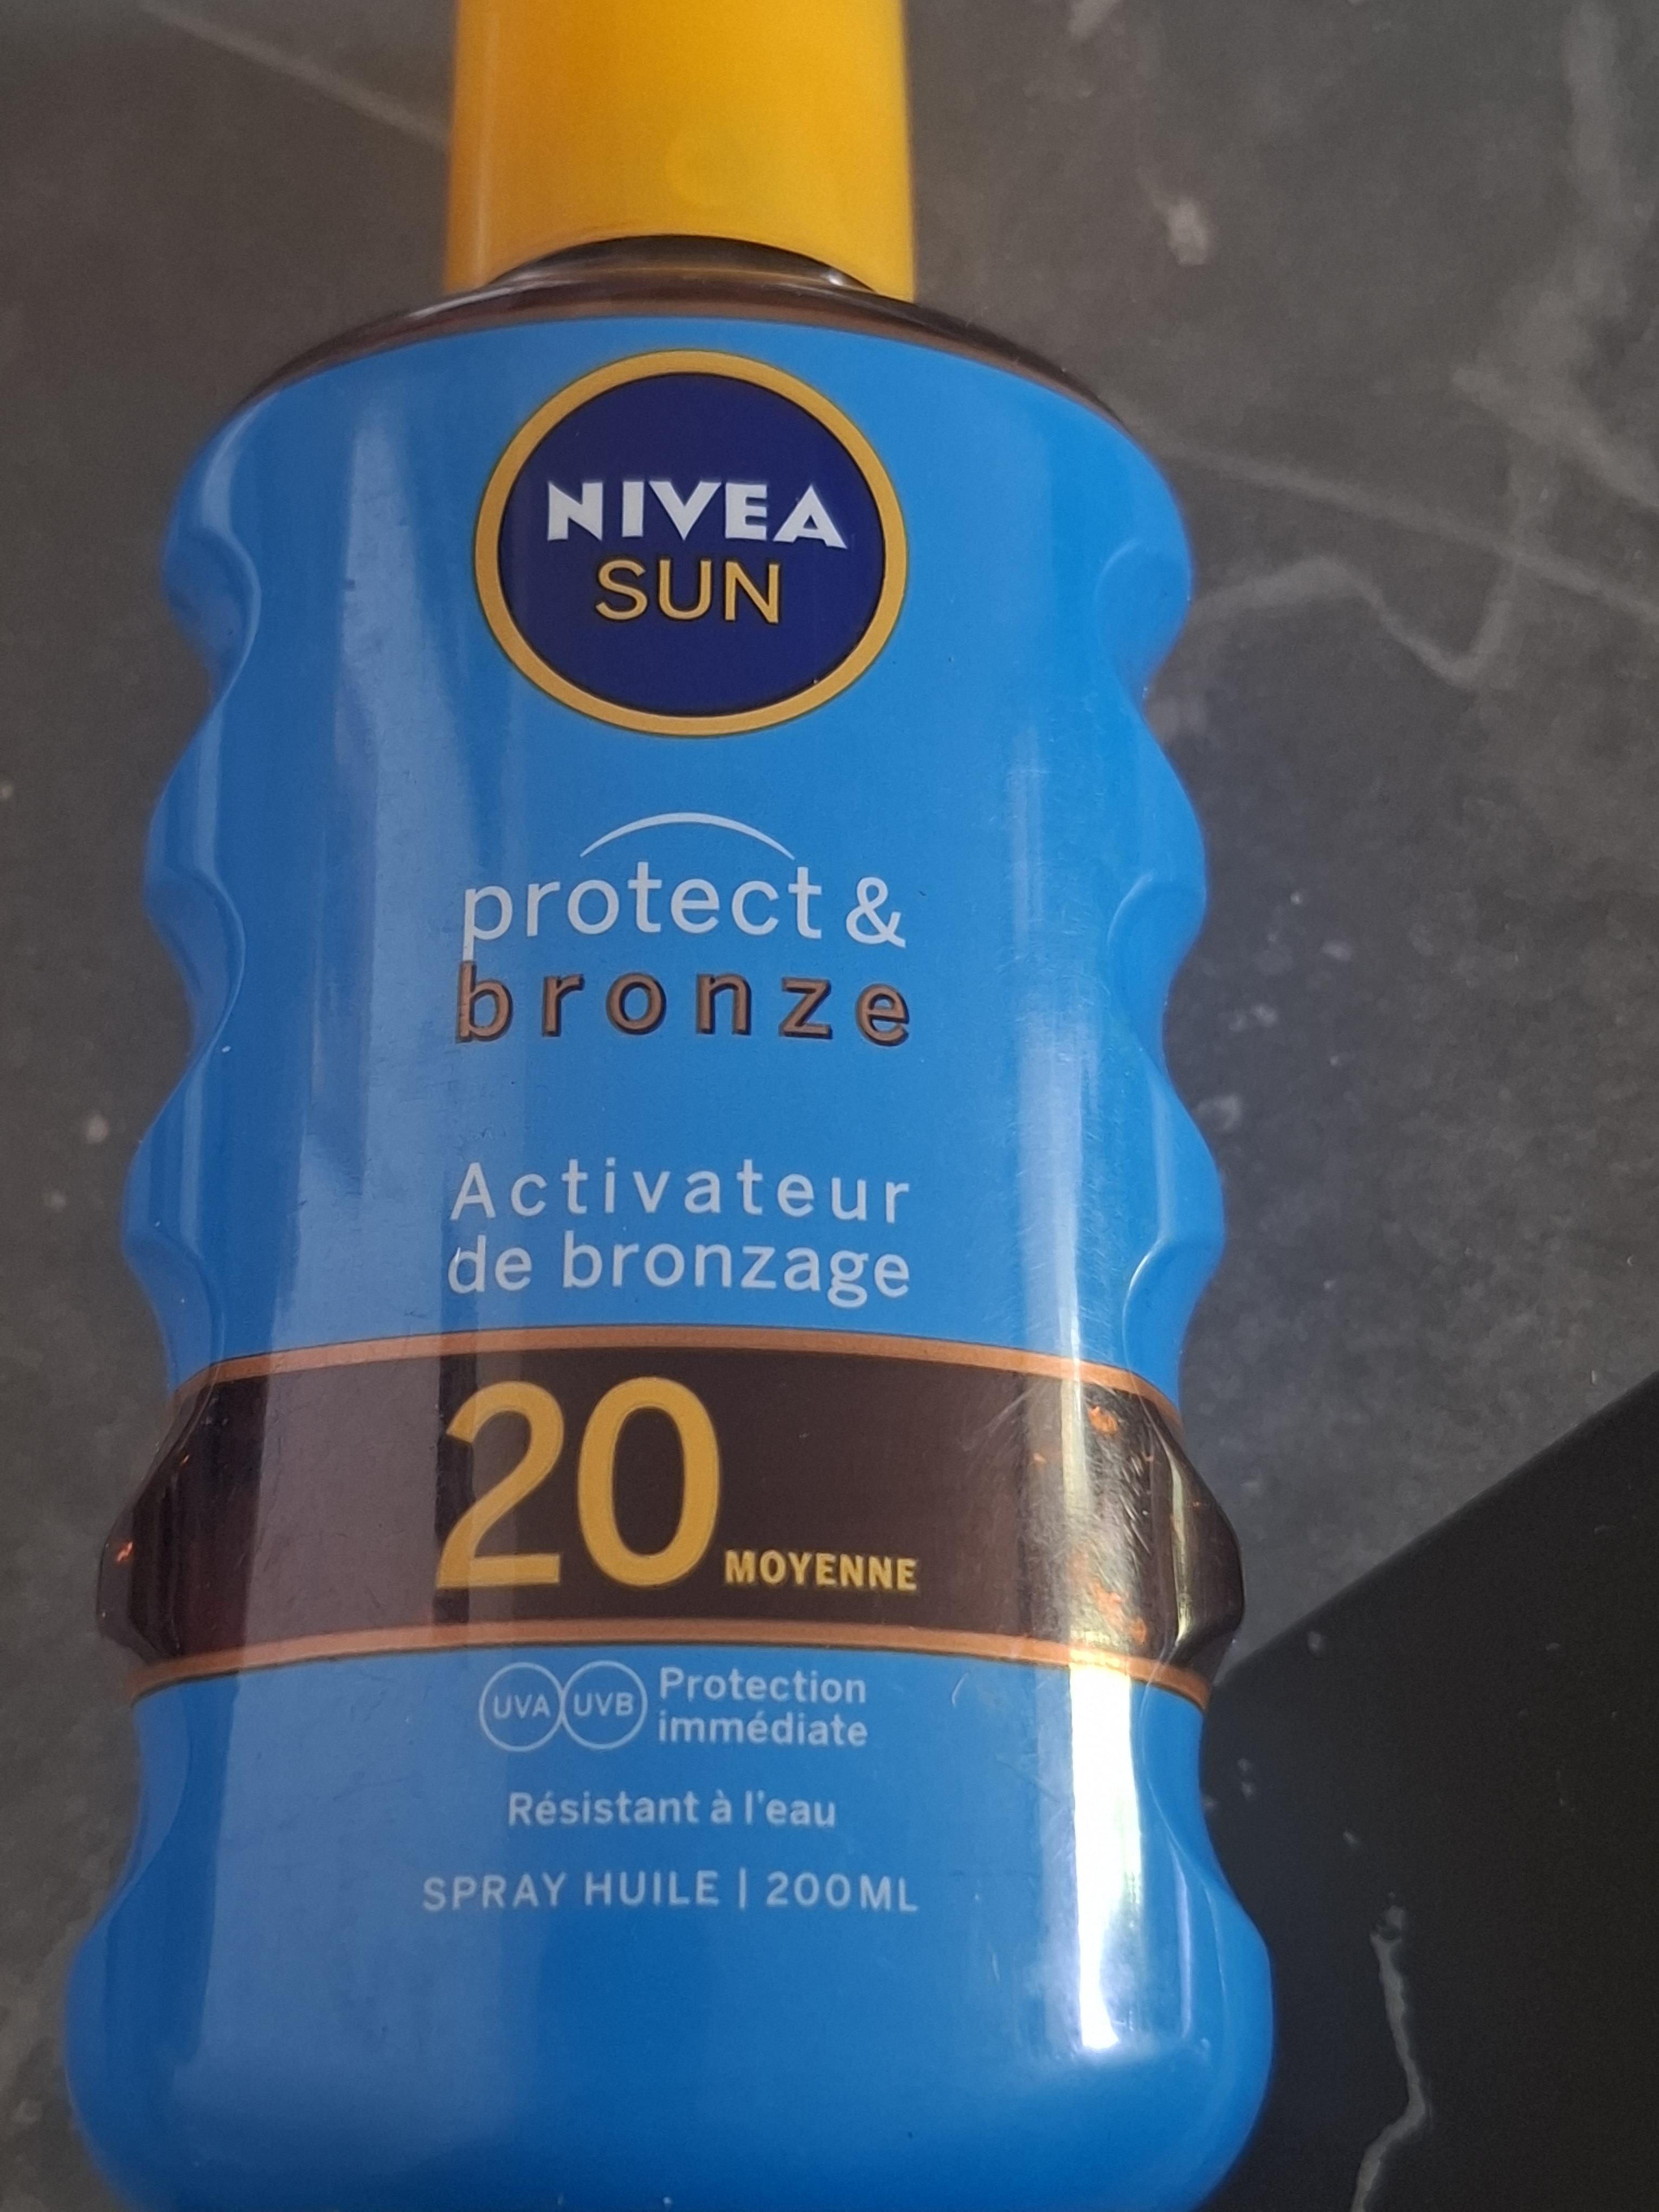 NIVEA
SUN
protect &
bronze
Activateur
de bronzage
20 MOYENNE
UVA UVB Protection
immédiate
Résistant à l'eau
SPRAY HUILE | 200ML